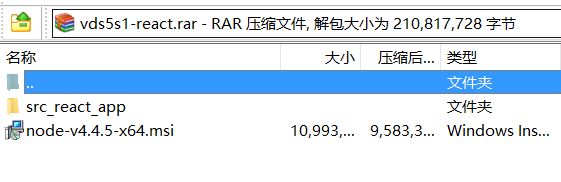 vds5s1-react.rar - RAR 压缩文件, 解包大小为 210,817,728 字节
名称 大小 压缩后... 类型
.. 文件夹
src_react_app 文件夹
node-v4.4.5-x64.msi 10,993,... 9,583,3... Windows Ins...